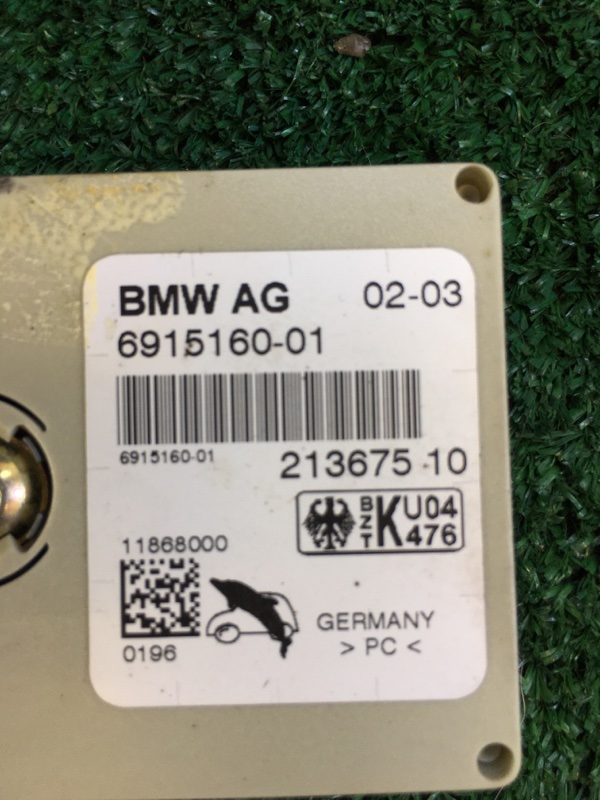 BMW AG 02-03
6915160-01
6915160-01
213675 10
BZT K U04 476
11868000
0196
GERMANY
> PC <